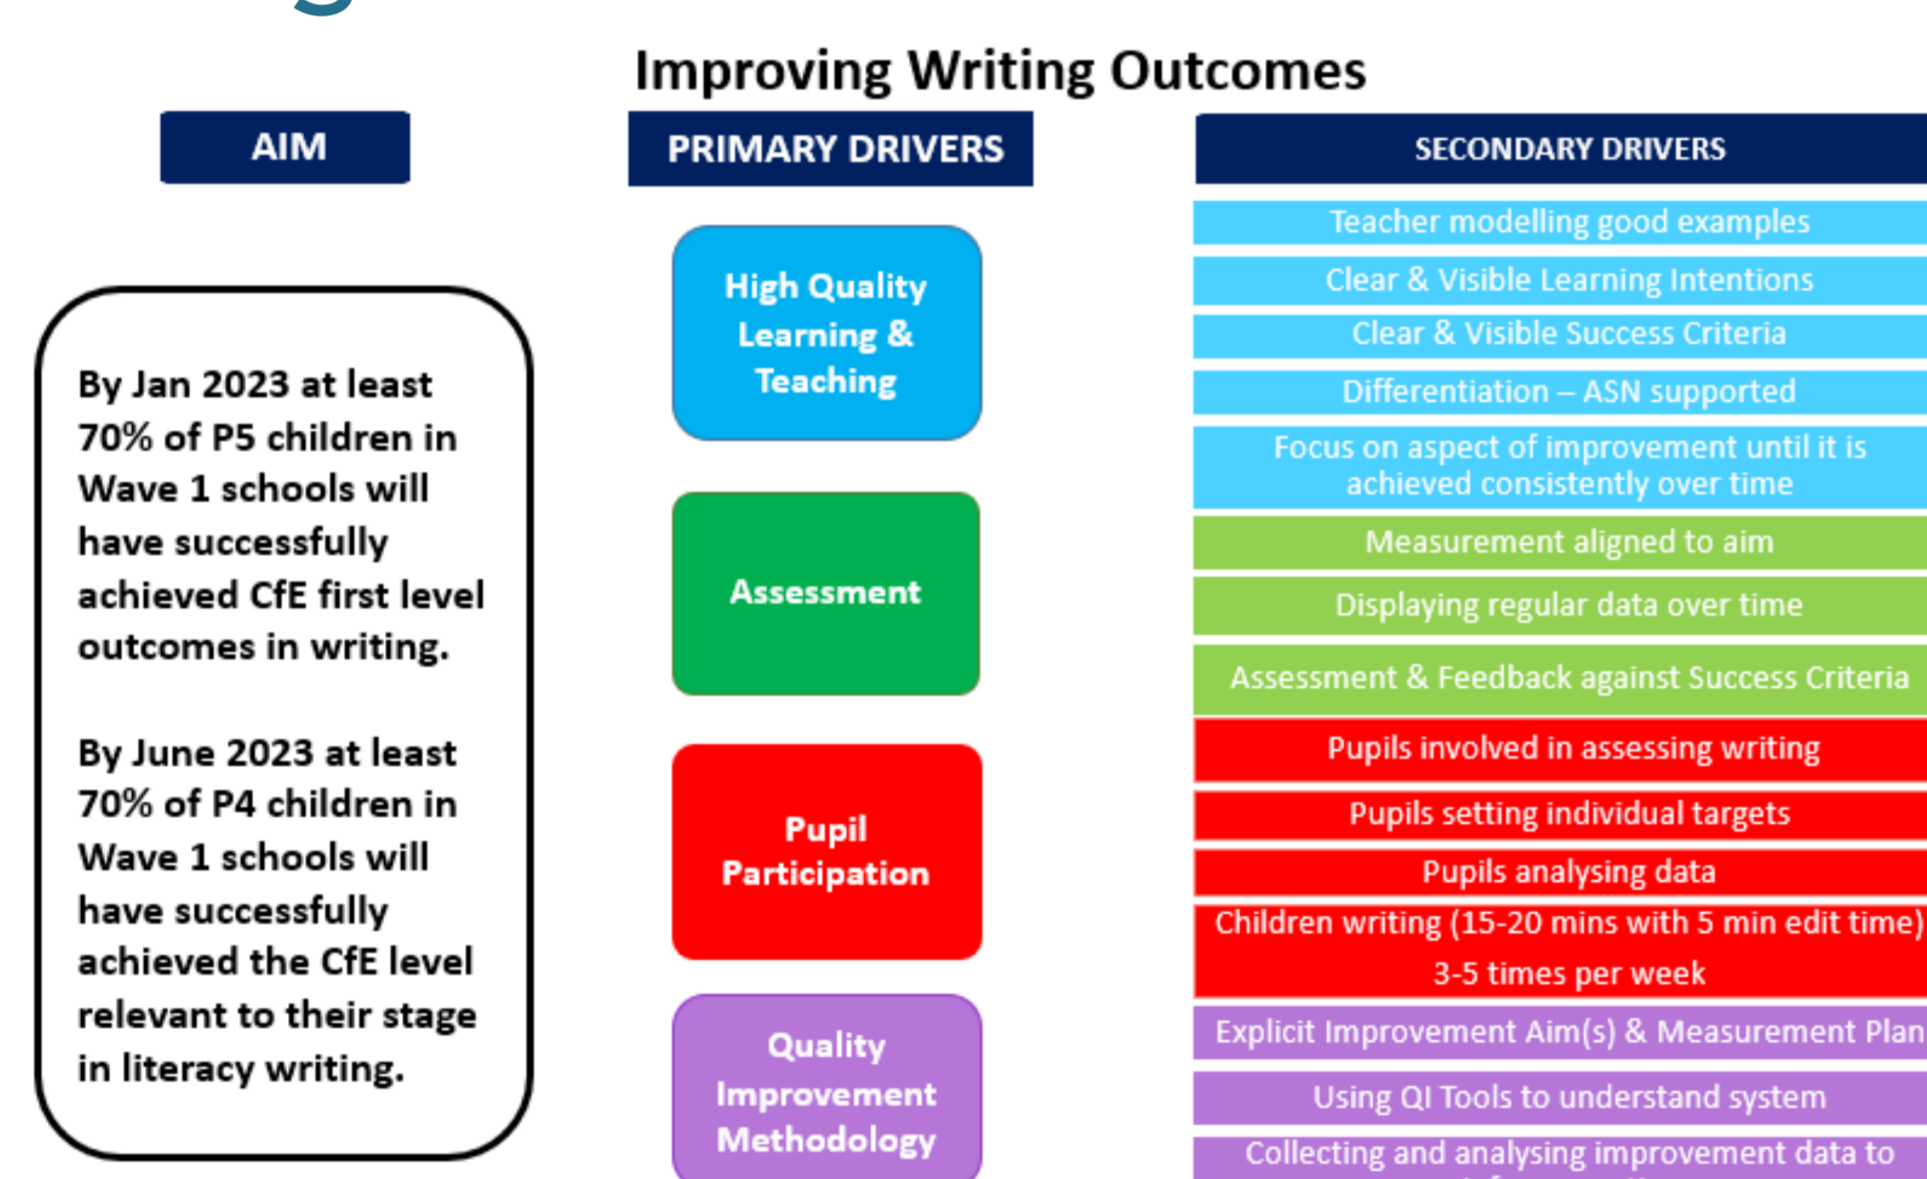 Improving Writing Outcomes
AIM
By Jan 2023 at least
70% of P5 children in
Wave 1 schools will
have successfully
achieved CfE first level
outcomes in writing.
By June 2023 at least
70% of P4 children in
Wave 1 schools will
have successfully
achieved the CfE level
relevant to their stage
in literacy writing.
PRIMARY DRIVERS
High Quality
Learning &
Teaching
Assessment
Pupil
Participation
Quality
Improvement
Methodology
SECONDARY DRIVERS
Teacher modelling good examples
Clear & Visible Learning Intentions
Clear & Visible Success Criteria
Differentiation – ASN supported
Focus on aspect of improvement until it is
achieved consistently over time
Measurement aligned to aim
Displaying regular data over time
Assessment & Feedback against Success Criteria
Pupils involved in assessing writing
Pupils setting individual targets
Pupils analysing data
Children writing (15-20 mins with 5 min edit time)
3-5 times per week
Explicit Improvement Aim(s) & Measurement Plan
Using QI Tools to understand system
Collecting and analysing improvement data to